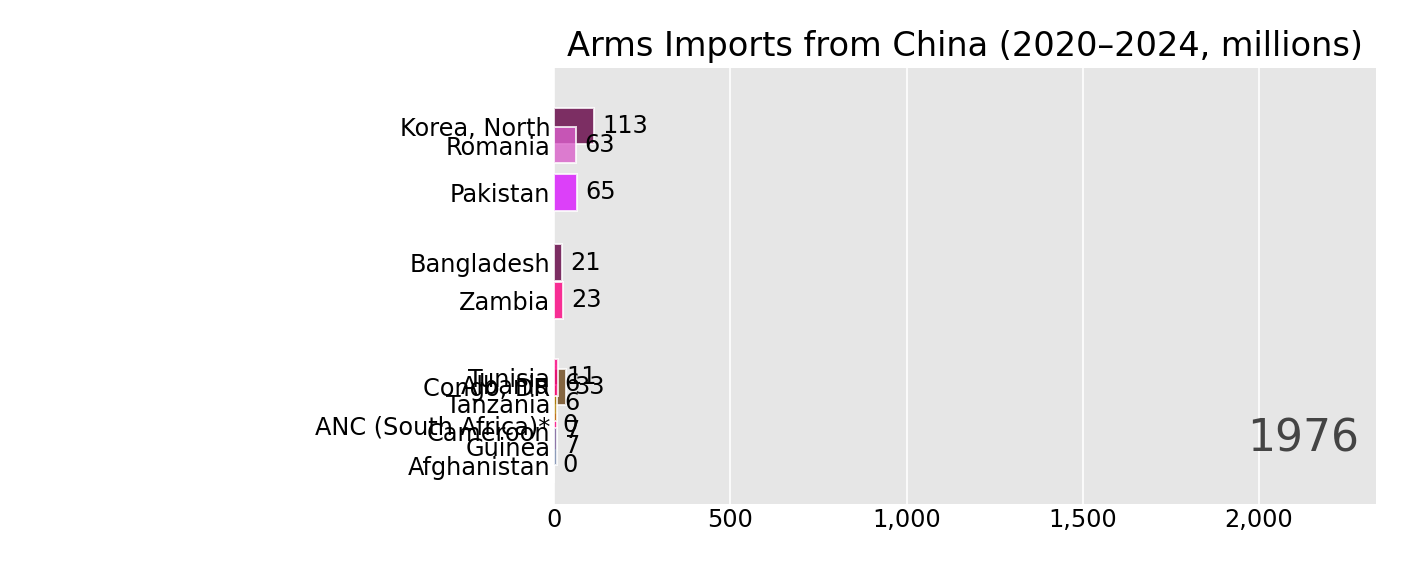 Arms Imports from China (2020–2024, millions)
Korea, North 113
Romania 63
Pakistan 65
Bangladesh 21
Zambia 23
Tunisia 11
Albania 6
Congo, DR 33
Tanzania 6
ANC (South Africa)* 0
Cameroon 7
Guinea 7
Afghanistan 0
1976
0 500 1,000 1,500 2,000